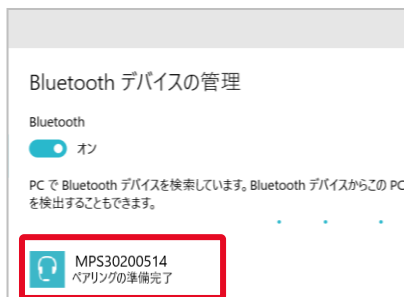 Bluetooth デバイスの管理
Bluetooth
オン
PC で Bluetooth デバイスを検索しています。Bluetooth デバイスからこの PC
を検出することもできます。
MPS30200514
ペアリングの準備完了